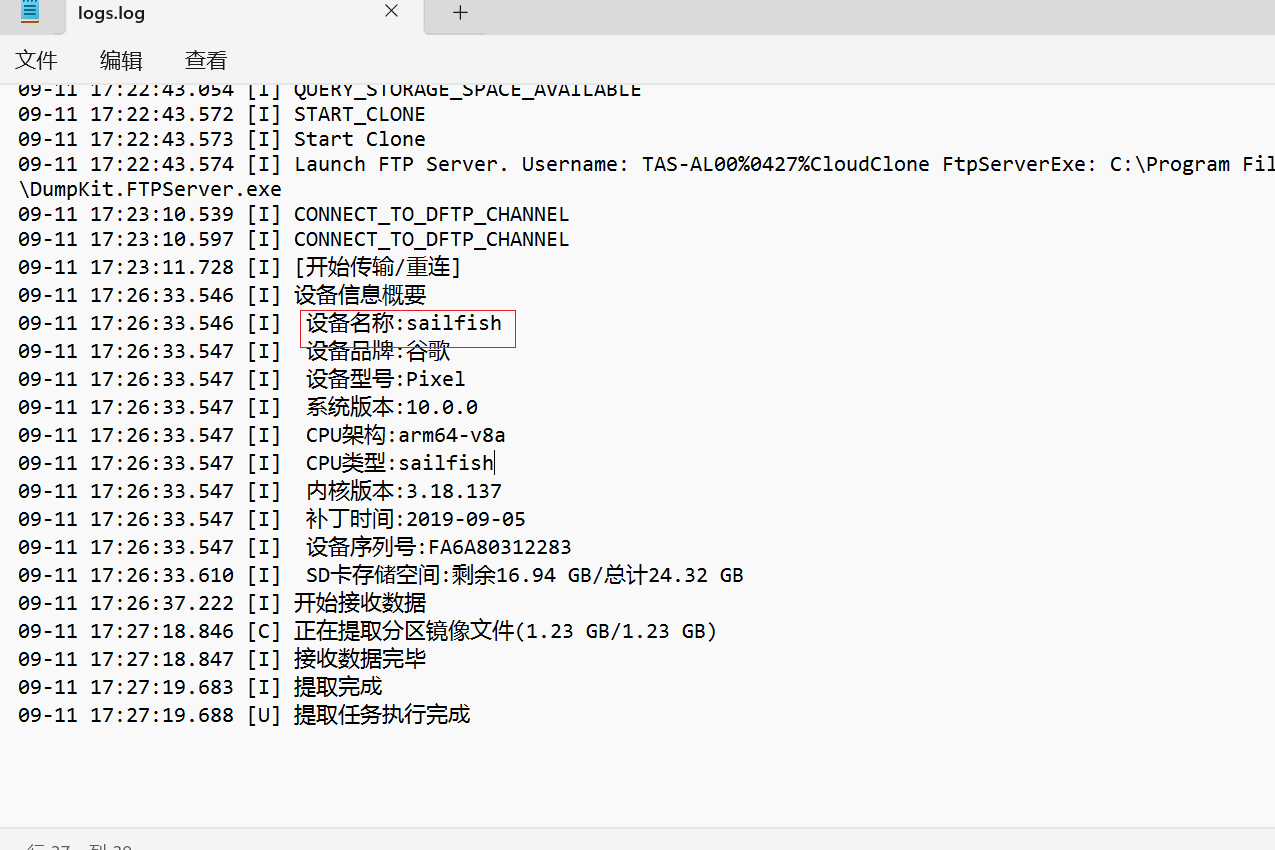 logs.log
文件 编辑 查看
09-11 17:22:43.054 [I] QUERY_STORAGE_SPACE_AVAILABLE
09-11 17:22:43.572 [I] START_CLONE
09-11 17:22:43.573 [I] Start Clone
09-11 17:22:43.574 [I] Launch FTP Server. Username: TAS-AL00%0427%CloudClone FtpServerExe: C:\Program Fil
\DumpKit.FTPServer.exe
09-11 17:23:10.539 [I] CONNECT_TO_DFTP_CHANNEL
09-11 17:23:10.597 [I] CONNECT_TO_DFTP_CHANNEL
09-11 17:23:11.728 [I] [开始传输/重连]
09-11 17:26:33.546 [I] 设备信息概要
09-11 17:26:33.546 [I] 设备名称:sailfish
09-11 17:26:33.547 [I] 设备品牌:谷歌
09-11 17:26:33.547 [I] 设备型号:Pixel
09-11 17:26:33.547 [I] 系统版本:10.0.0
09-11 17:26:33.547 [I] CPU架构:arm64-v8a
09-11 17:26:33.547 [I] CPU类型:sailfish
09-11 17:26:33.547 [I] 内核版本:3.18.137
09-11 17:26:33.547 [I] 补丁时间:2019-09-05
09-11 17:26:33.547 [I] 设备序列号:FA6A80312283
09-11 17:26:33.610 [I] SD卡存储空间:剩余16.94 GB/总计24.32 GB
09-11 17:26:37.222 [I] 开始接收数据
09-11 17:27:18.846 [C] 正在提取分区镜像文件(1.23 GB/1.23 GB)
09-11 17:27:18.847 [I] 接收数据完毕
09-11 17:27:19.683 [I] 提取完成
09-11 17:27:19.688 [U] 提取任务执行完成